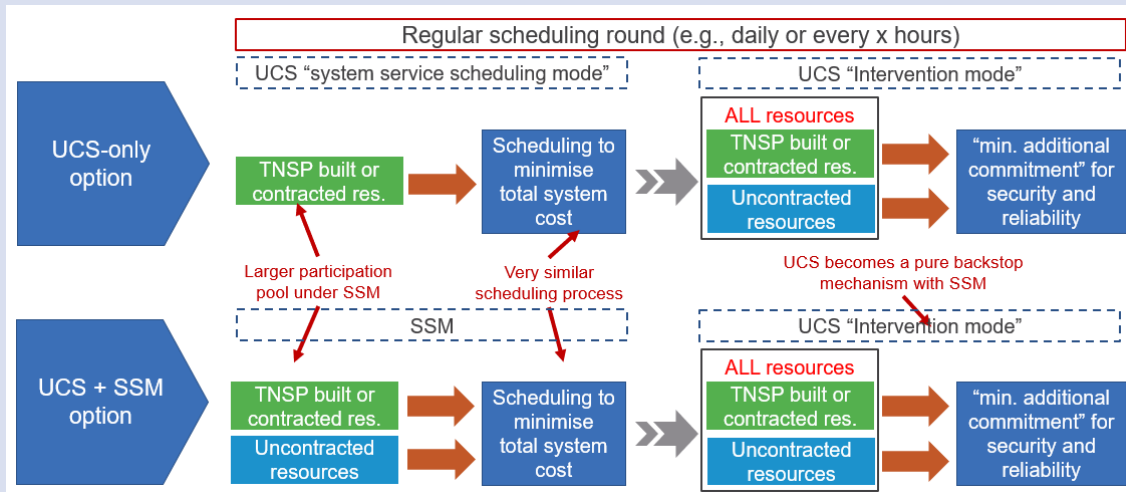 Regular scheduling round (e.g., daily or every x hours)
UCS “system service scheduling mode”
UCS “Intervention mode”
UCS-only
option
TNSP built or
contracted res.
Scheduling to
minimise
total system
cost
ALL resources
TNSP built or
contracted res.
Uncontracted
resources
“min. additional
commitment” for
security and
reliability
Larger participation
pool under SSM
Very similar
scheduling process
UCS becomes a pure backstop
mechanism with SSM
SSM
UCS “Intervention mode”
UCS + SSM
option
TNSP built or
contracted res.
Uncontracted
resources
Scheduling to
minimise
total system
cost
ALL resources
TNSP built or
contracted res.
Uncontracted
resources
“min. additional
commitment” for
security and
reliability